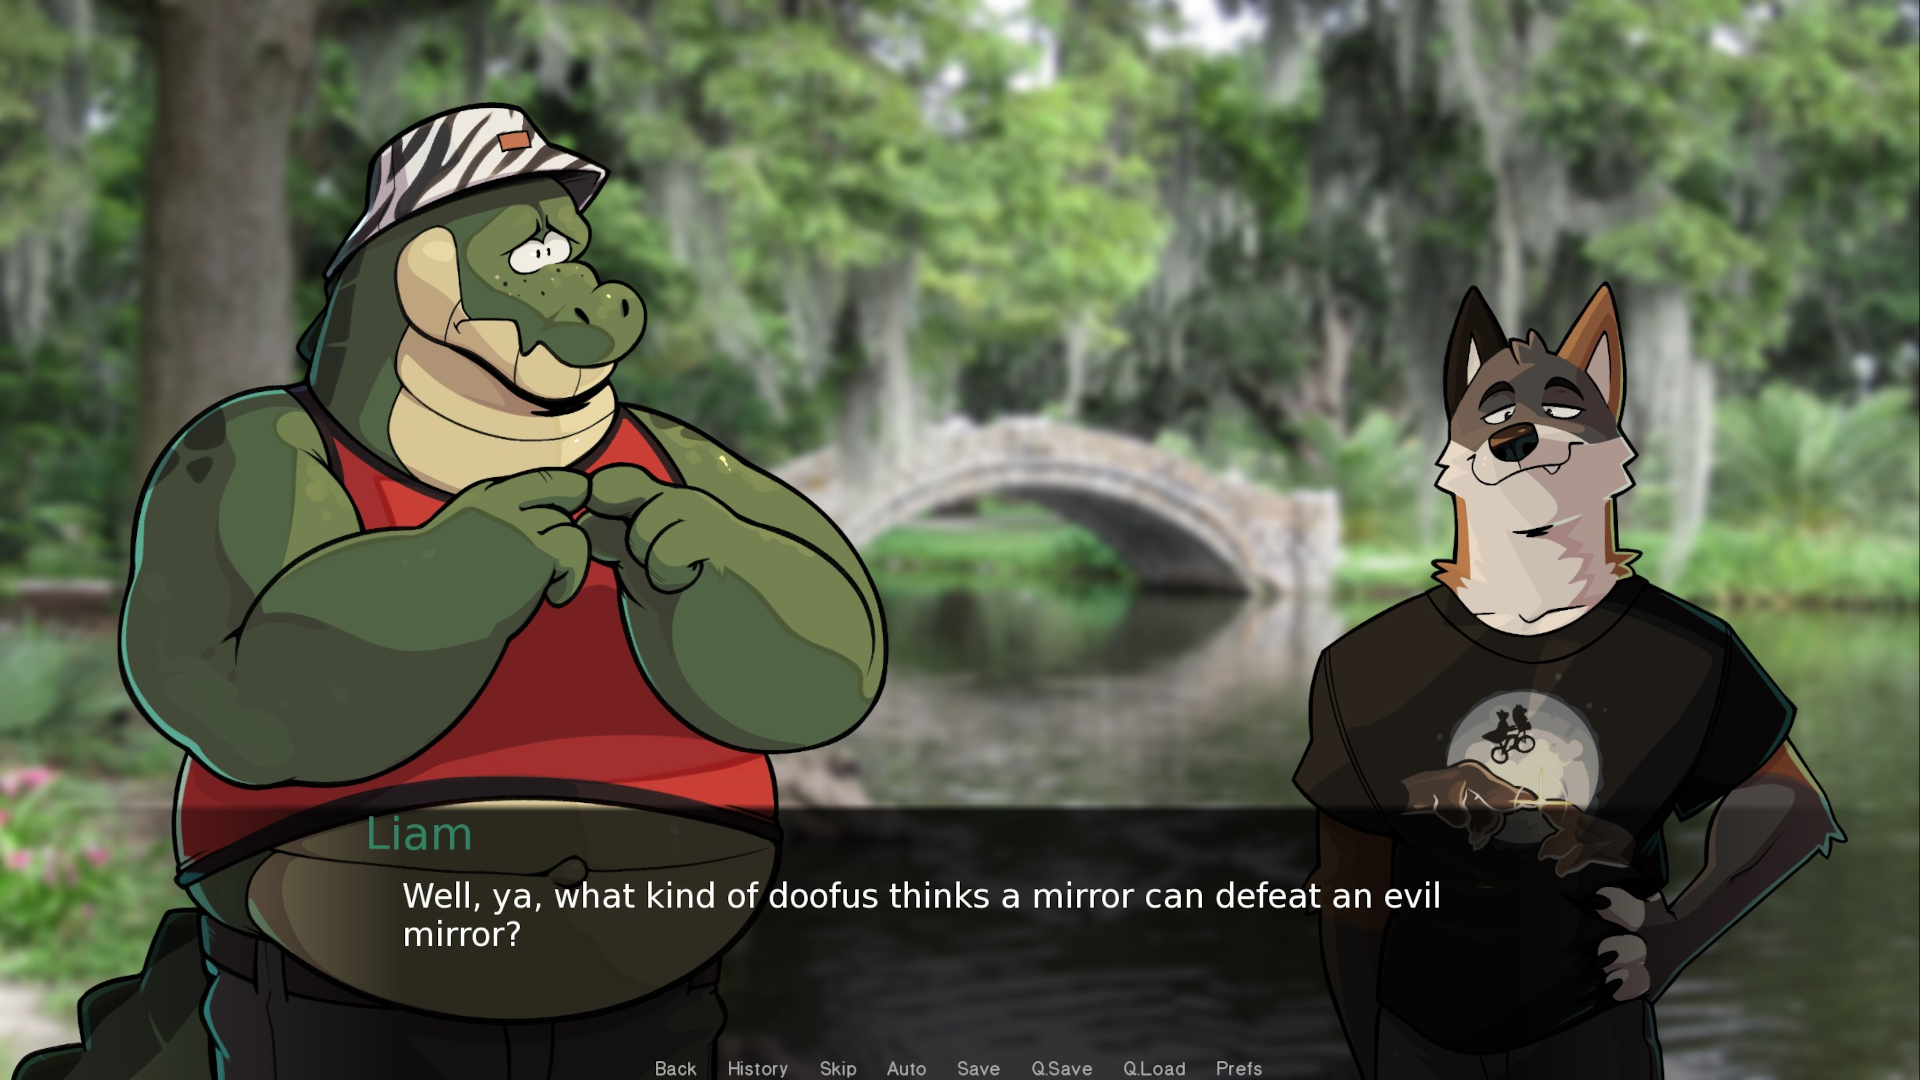 Liam
Well, ya, what kind of doofus thinks a mirror can defeat an evil
mirror?
Back History Skip Auto Save Q.Save Q.Load Prefs